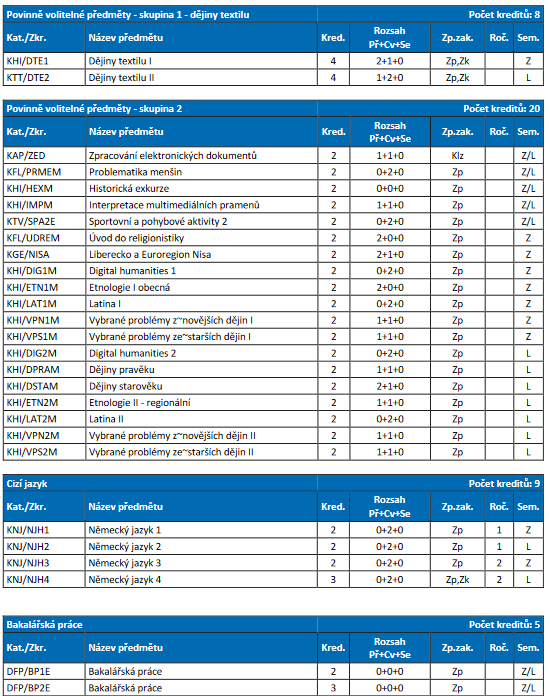 Povinně volitelné předměty - skupina 1 - dějiny textilu Počet kreditů: 8
Kat./Zkr. Název předmětu Kred. Rozsah Př+Cv+Se Zp.zak. Roč. Sem.
KHI/DTE1 Dějiny textilu I 4 2+1+0 Zp,Zk Z
KTT/DTE2 Dějiny textilu II 4 1+2+0 Zp,Zk L
Povinně volitelné předměty - skupina 2 Počet kreditů: 20
Kat./Zkr. Název předmětu Kred. Rozsah Př+Cv+Se Zp.zak. Roč. Sem.
KAP/ZED Zpracování elektronických dokumentů 2 1+1+0 Klz Z/L
KFL/PRMEM Problematika menšin 2 0+2+0 Zp Z/L
KHI/HEXM Historická exkurze 2 0+0+0 Zp Z/L
KHI/IMPM Interpretace multimediálních pramenů 2 1+1+0 Zp Z/L
KTV/SPA2E Sportovní a pohybové aktivity 2 2 0+2+0 Zp Z/L
KFL/UDREM Úvod do religionistiky 2 2+0+0 Zp Z
KGE/NISA Liberecko a Euroregion Nisa 2 2+1+0 Zp Z
KHI/DIG1M Digital humanities 1 2 0+2+0 Zp Z
KHI/ETN1M Etnologie I obecná 2 2+0+0 Zp Z
KHI/LAT1M Latina I 2 0+2+0 Zp Z
KHI/VPN1M Vybrané problémy z~novějších dějin I 2 1+1+0 Zp Z
KHI/VPS1M Vybrané problémy ze~starších dějin I 2 1+1+0 Zp Z
KHI/DIG2M Digital humanities 2 2 0+2+0 Zp L
KHI/DPRAM Dějiny pravěku 2 1+1+0 Zp L
KHI/DSTAM Dějiny starověku 2 2+1+0 Zp L
KHI/ETN2M Etnologie II - regionální 2 1+1+0 Zp L
KHI/LAT2M Latina II 2 0+2+0 Zp L
KHI/VPN2M Vybrané problémy z~novějších dějin II 2 1+1+0 Zp L
KHI/VPS2M Vybrané problémy ze~starších dějin II 2 1+1+0 Zp L
Cizí jazyk Počet kreditů: 9
Kat./Zkr. Název předmětu Kred. Rozsah Př+Cv+Se Zp.zak. Roč. Sem.
KNJ/NJH1 Německý jazyk 1 2 0+2+0 Zp 1 Z
KNJ/NJH2 Německý jazyk 2 2 0+2+0 Zp 1 L
KNJ/NJH3 Německý jazyk 3 2 0+2+0 Zp 2 Z
KNJ/NJH4 Německý jazyk 4 3 0+2+0 Zp,Zk 2 L
Bakalářská práce Počet kreditů: 5
Kat./Zkr. Název předmětu Kred. Rozsah Př+Cv+Se Zp.zak. Roč. Sem.
DFP/BP1E Bakalářská práce 2 0+0+0 Zp Z/L
DFP/BP2E Bakalářská práce 3 0+0+0 Zp Z/L